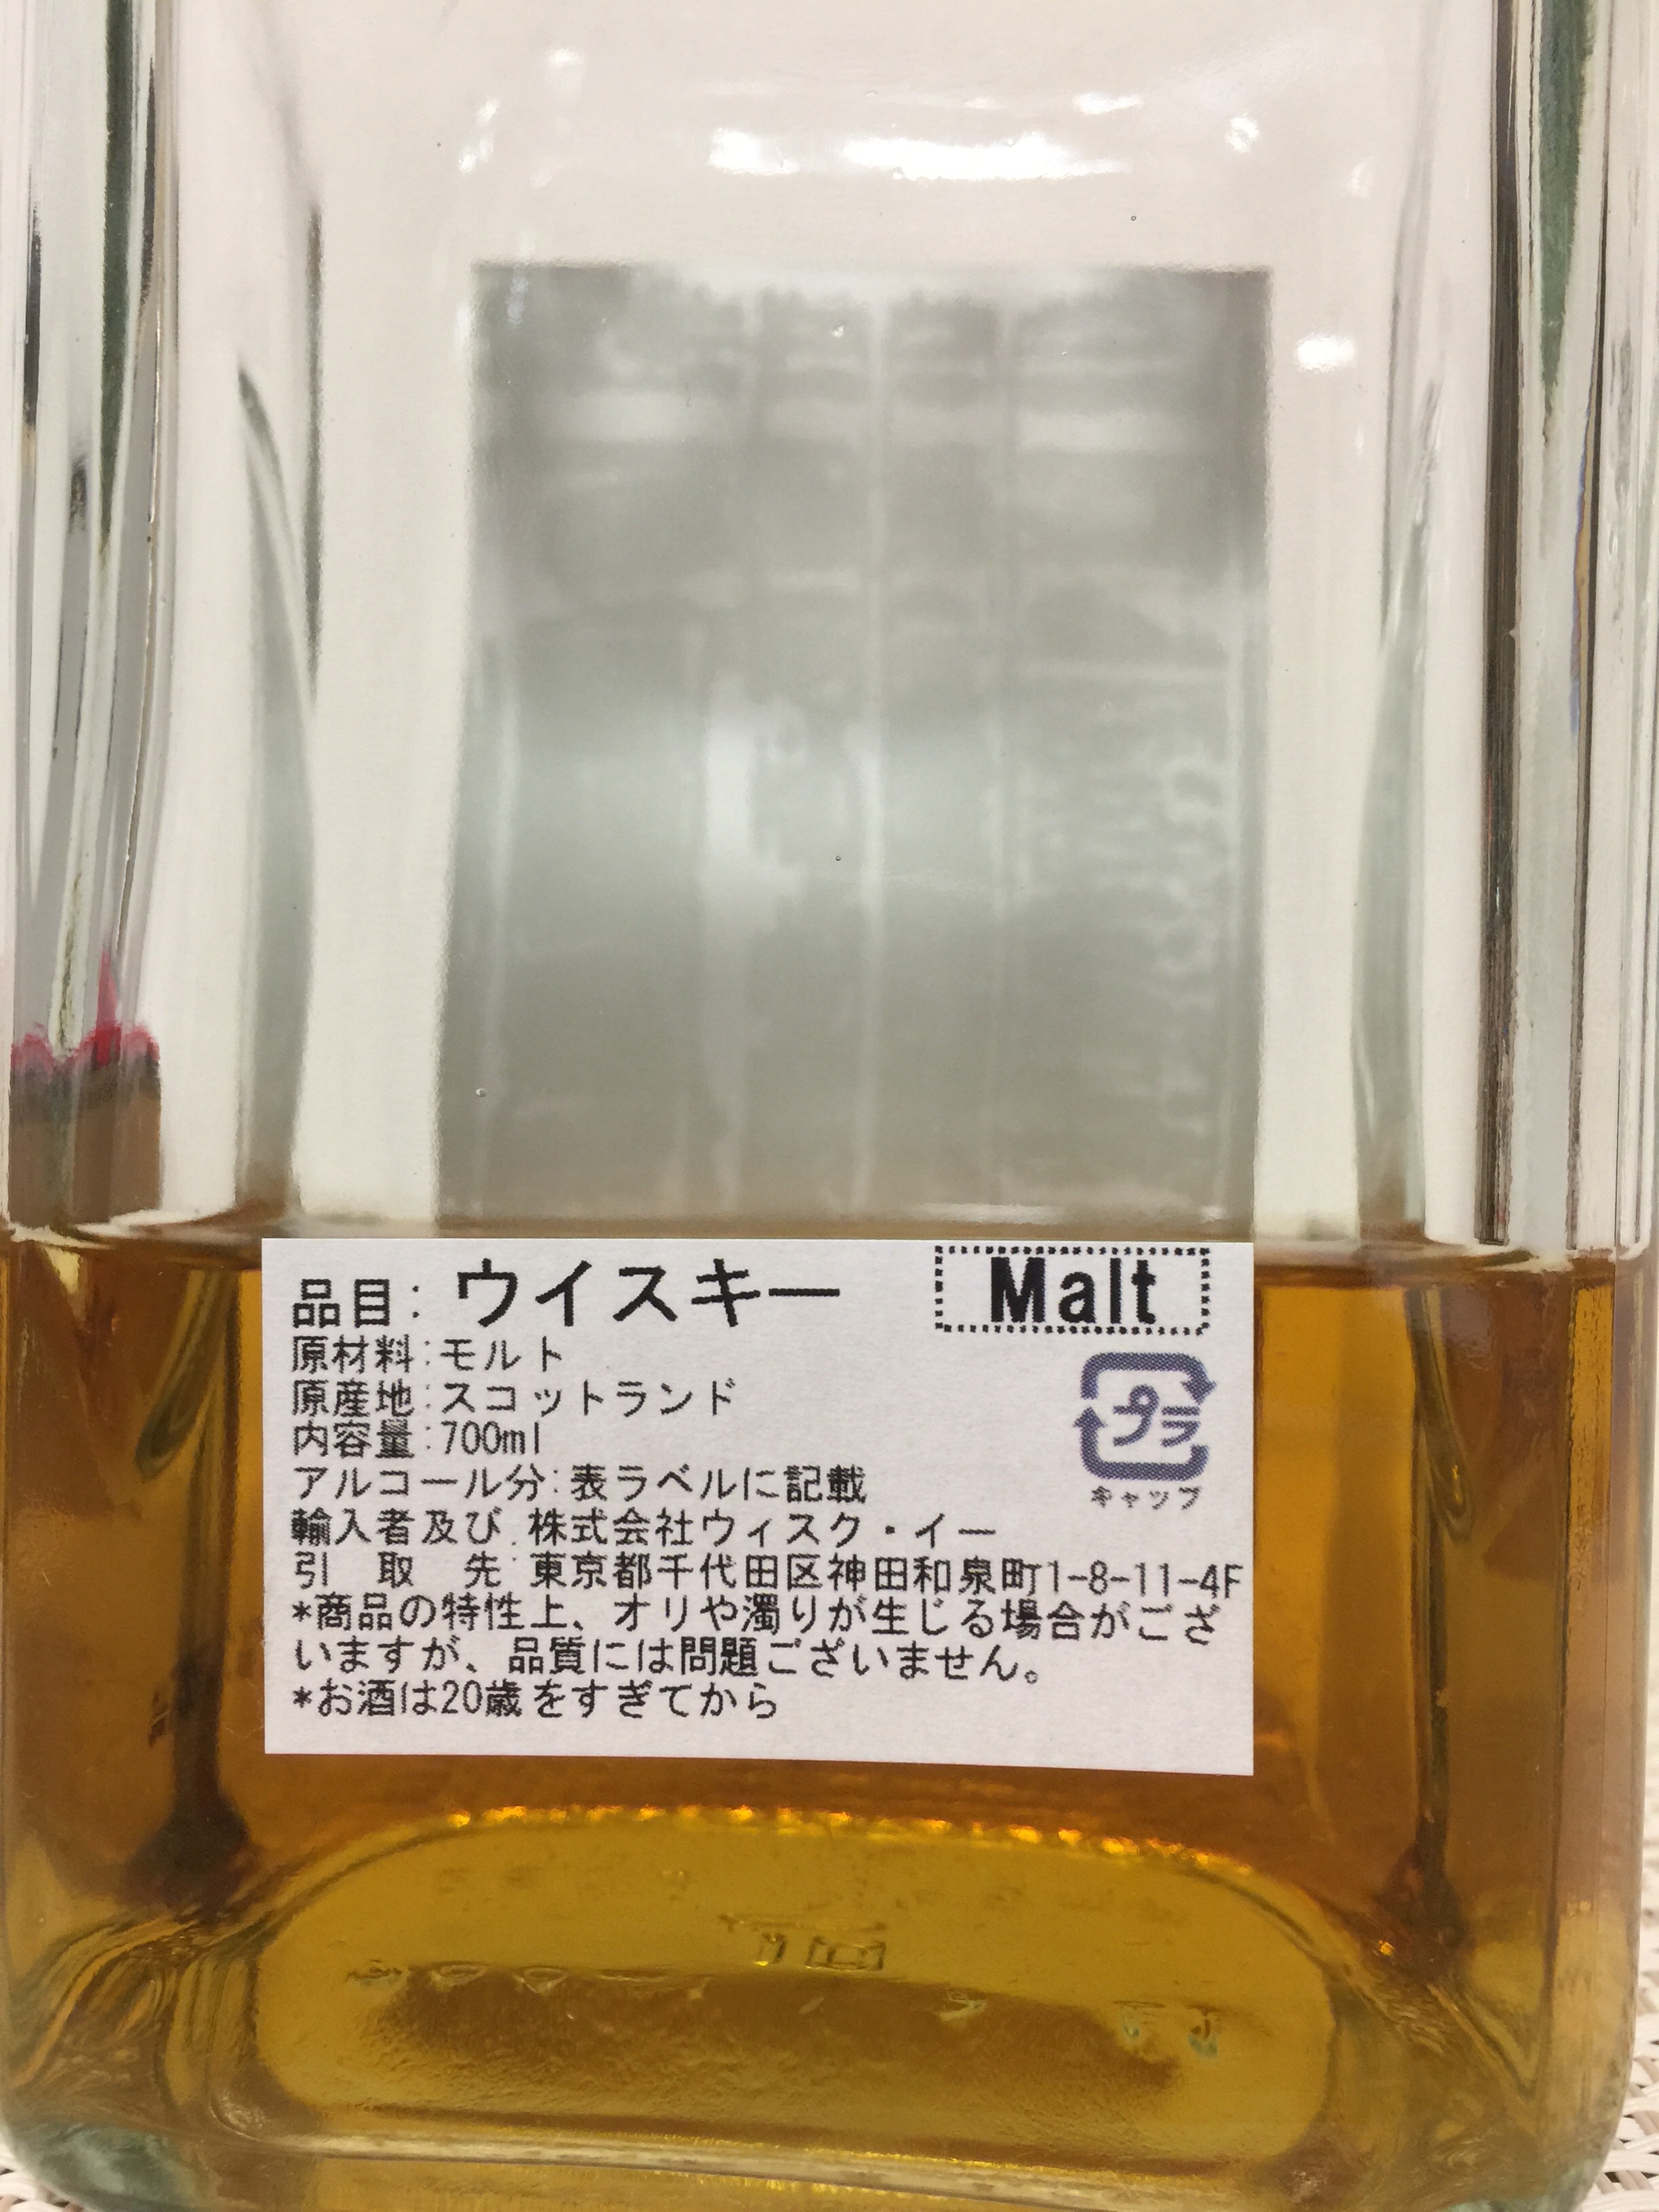 品目: ウイスキー
Malt
原材料:モルト
原産地:スコットランド
プラ
内容量:700ml
アルコール分:表ラベルに記載
キャップ
輸入者及び 株式会社ウィスク・イー
引 取 先 東京都千代田区神田和泉町1-8-11-4F
*商品の特性上、オリや濁りが生じる場合がござ
いますが、品質には問題ございません。
*お酒は20歳をすぎてから